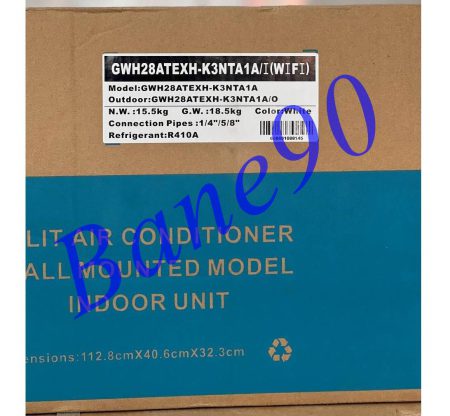 GWH28ATEXH-K3NTA1A/I(WIFI)
Model:GWH28ATEXH-K3NTA1A
Outdoor:GWH28ATEXH-K3NTA1A/O
N.W. :15.5kg G.W. :18.5kg Color:White
Connection Pipes :1/4"/5/8"
Refrigerant:R410A
Bane90
LIT AIR CONDITIONER
ALL MOUNTED MODEL
INDOOR UNIT
ensions:112.8cmX40.6cmX32.3cm